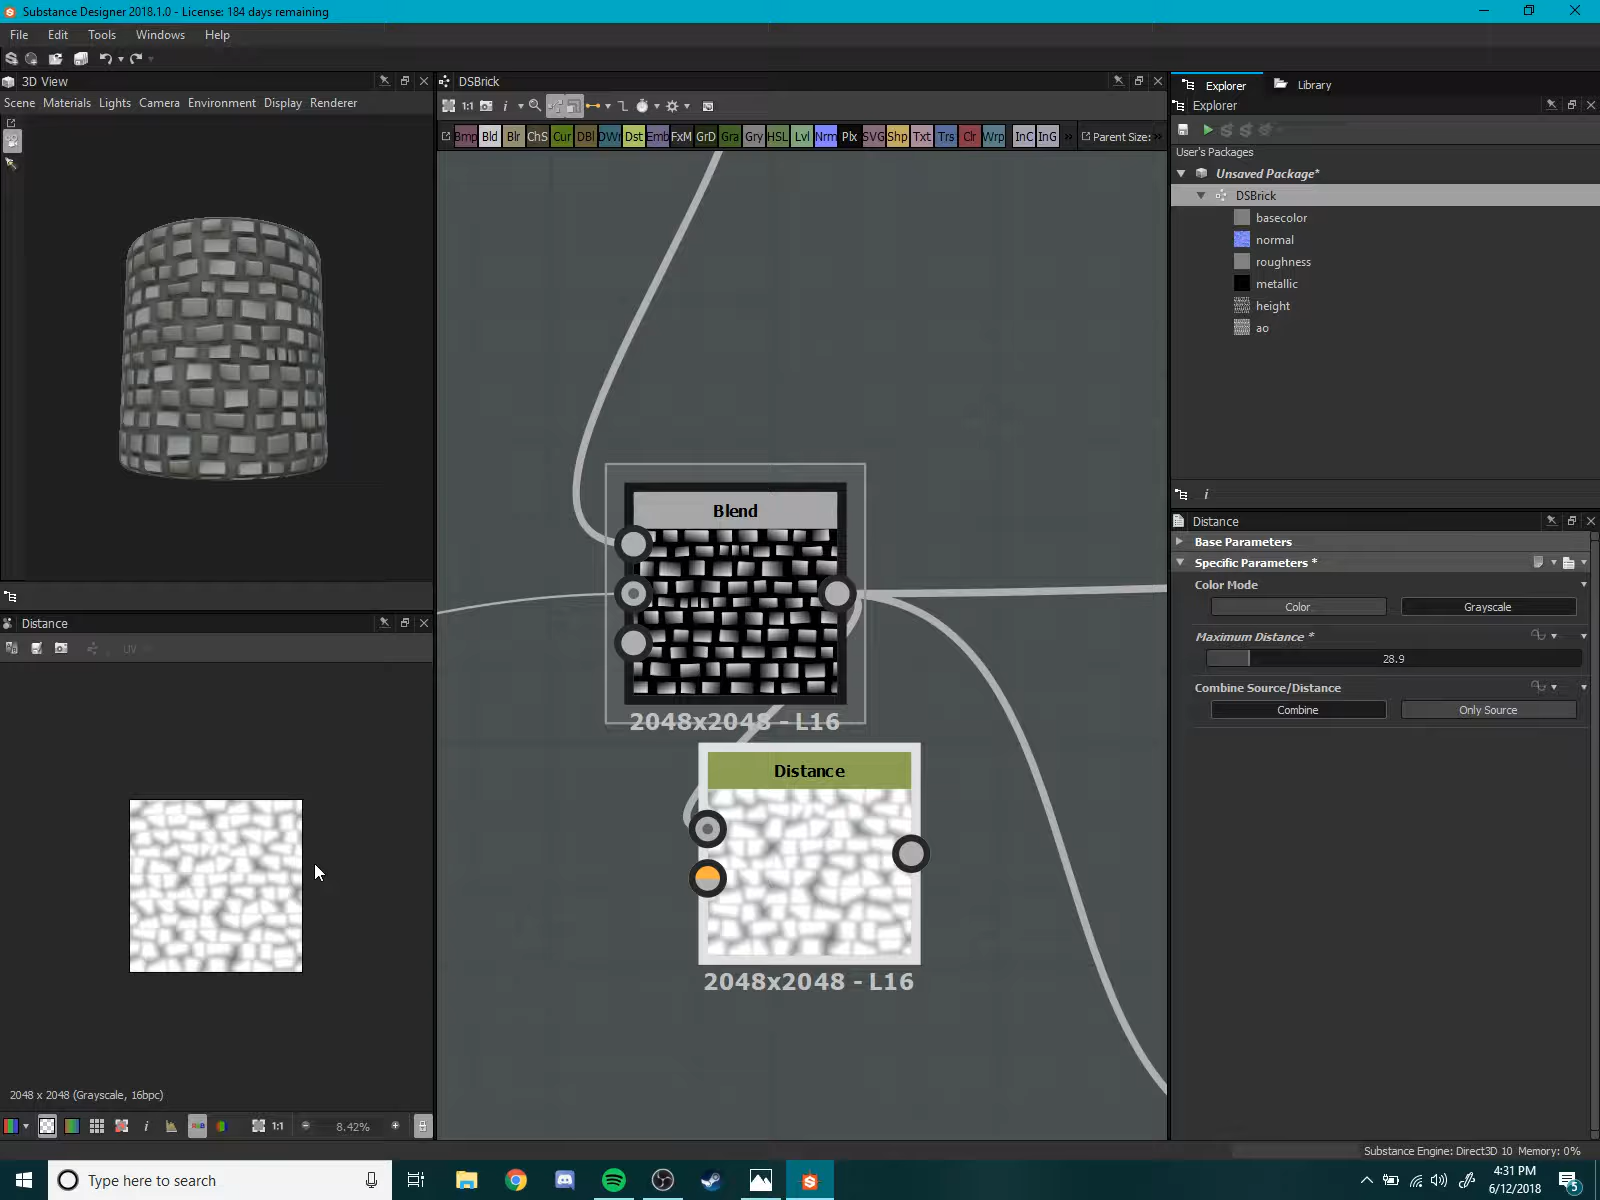 Substance Designer 2018.1.0 - License: 184 days remaining
File Edit Tools Windows Help
3D View
Scene Materials Lights Camera Environment Display Renderer
DSBrick
1:1 i
Bmp Bld Blr ChS Cur DBl DWr Dst Emb FxM GrD Gra Gry HSL Lvl Nrm Plx SVG Shp Txt Trs Clr Wrp InC InG » Parent Size: »
Blend
2048x2048 - L16
Distance
2048x2048 - L16
Distance
UV
2048 x 2048 (Grayscale, 16bpc)
i RGB 1:1 8.42%
Explorer Library
Explorer
User's Packages
Unsaved Package*
DSBrick
basecolor
normal
roughness
metallic
height
ao
i
Distance
Base Parameters
Specific Parameters *
Color Mode
Color Grayscale
Maximum Distance *
28.9
Combine Source/Distance
Combine Only Source
Substance Engine: Direct3D 10 Memory: 0%
Type here to search
4:31 PM
6/12/2018
5